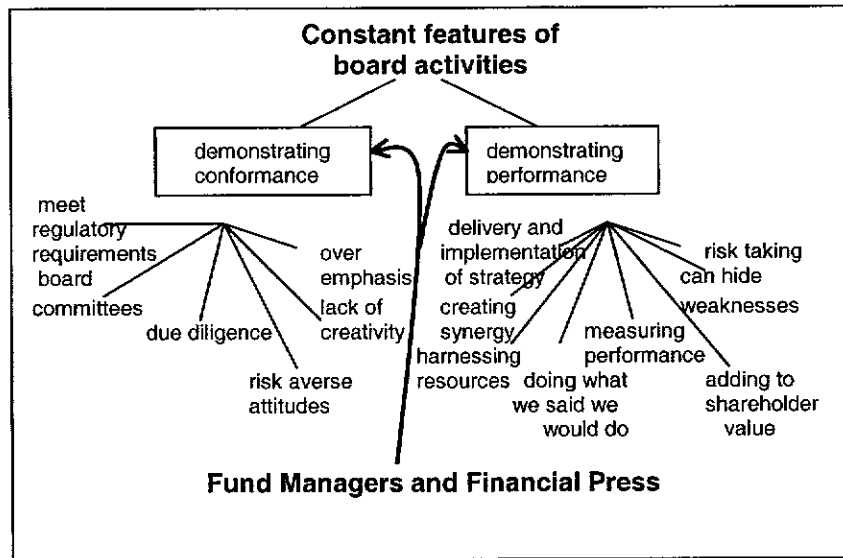 Constant features of
board activities
demonstrating
conformance
demonstrating
performance
meet
regulatory
requirements
board
committees
due diligence
risk averse
attitudes
lack of
creativity
over
emphasis
delivery and
implementation
of strategy
creating
synergy
harnessing
resources
doing what
we said we
would do
measuring
performance
adding to
shareholder
value
risk taking
can hide
weaknesses
Fund Managers and Financial Press